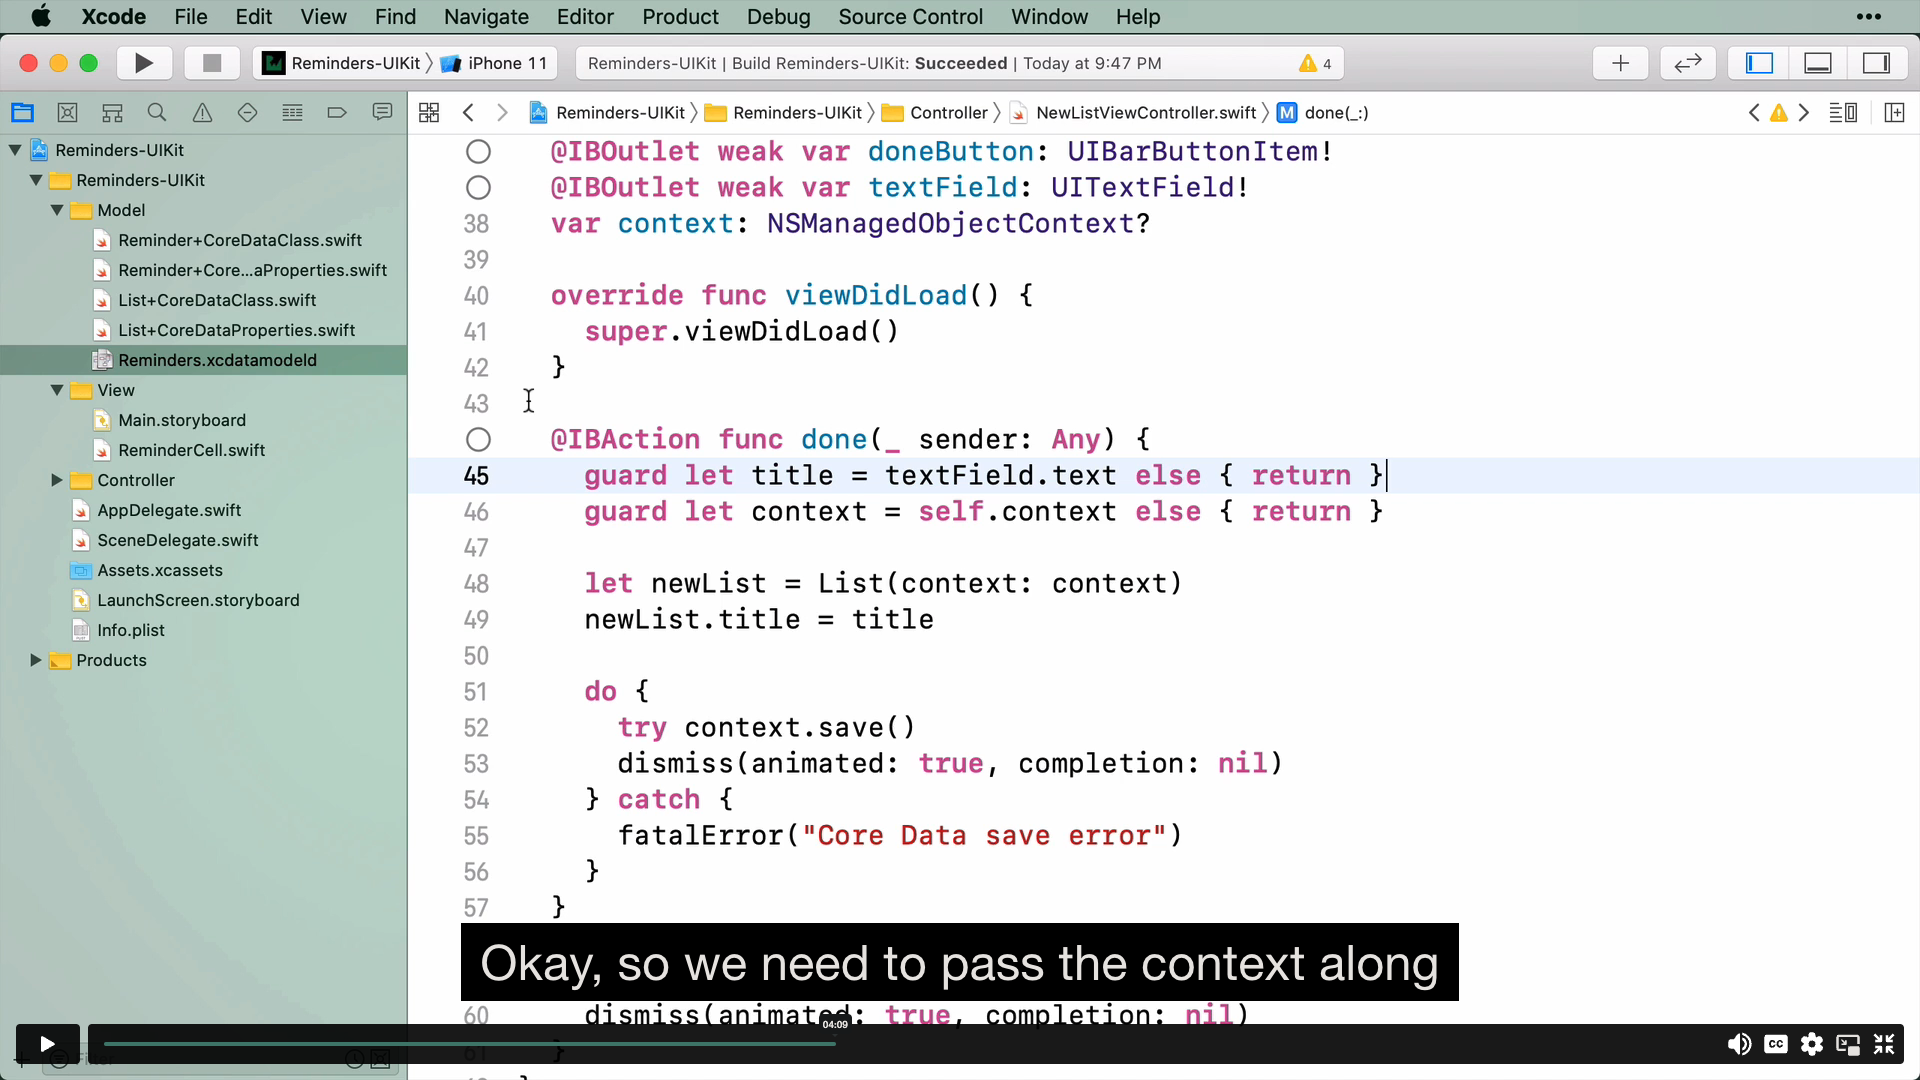 Xcode File Edit View Find Navigate Editor Product Debug Source Control Window Help •••
Reminders-UIKit 〉 iPhone 11
Reminders-UIKit | Build Reminders-UIKit: Succeeded | Today at 9:47 PM
4
Reminders-UIKit 〉 Reminders-UIKit 〉 Controller 〉 NewListViewController.swift 〉 M done(_:)
Reminders-UIKit
Reminders-UIKit
Model
Reminder+CoreDataClass.swift
Reminder+Core...aProperties.swift
List+CoreDataClass.swift
List+CoreDataProperties.swift
Reminders.xcdatamodeld
View
Main.storyboard
ReminderCell.swift
Controller
AppDelegate.swift
SceneDelegate.swift
Assets.xcassets
LaunchScreen.storyboard
Info.plist
Products
Filter
@IBOutlet weak var doneButton: UIBarButtonItem!
@IBOutlet weak var textField: UITextField!
38 var context: NSManagedObjectContext?
39
40 override func viewDidLoad() {
41 super.viewDidLoad()
42 }
43
@IBAction func done(_ sender: Any) {
45 guard let title = textField.text else { return }
46 guard let context = self.context else { return }
47
48 let newList = List(context: context)
49 newList.title = title
50
51 do {
52 try context.save()
53 dismiss(animated: true, completion: nil)
54 } catch {
55 fatalError("Core Data save error")
56 }
57 }
Okay, so we need to pass the context along
60 dismiss(animated: true, completion: nil)
04:09
61 }
CC